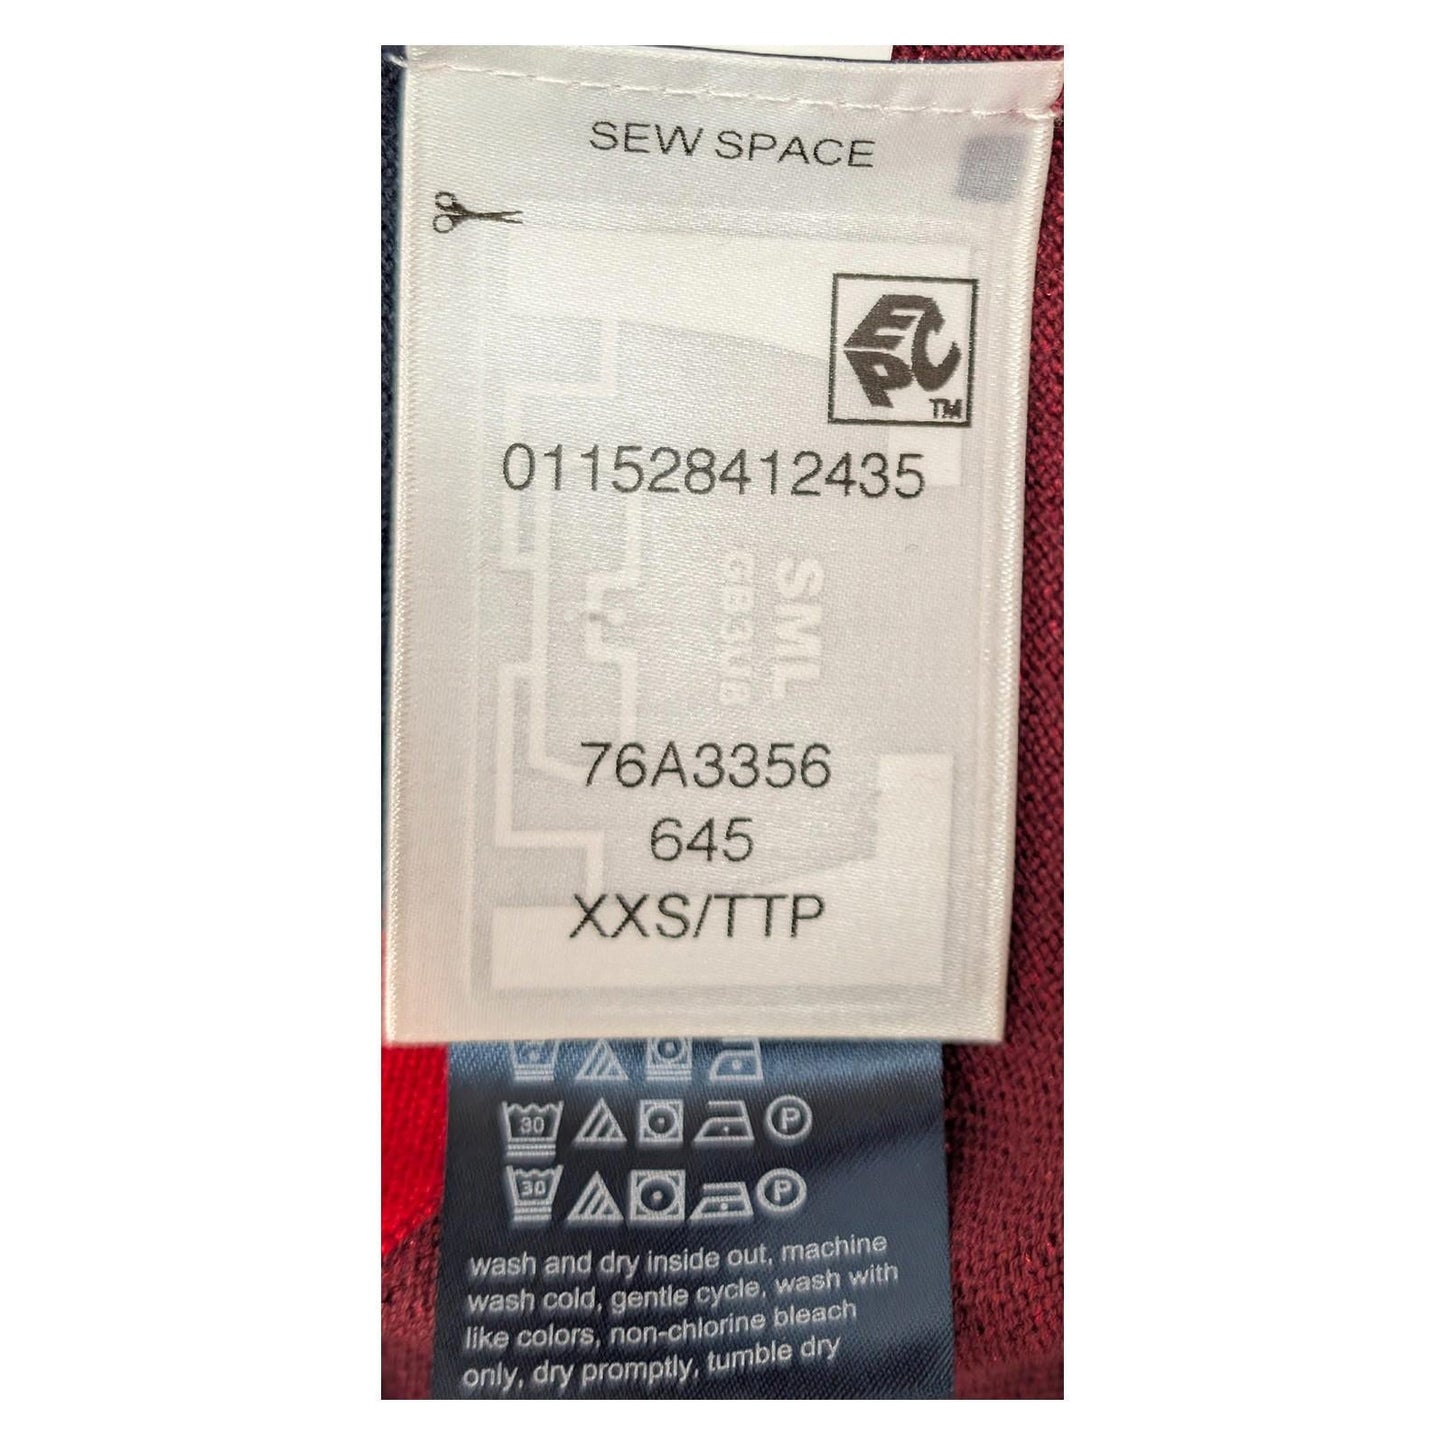 SEW SPACE
EPC
TM
011528412435
SML
GB3U8
76A3356
645
XXS/TTP
30 P
30 P
wash and dry inside out, machine
wash cold, gentle cycle, wash with
like colors, non-chlorine bleach
only, dry promptly, tumble dry